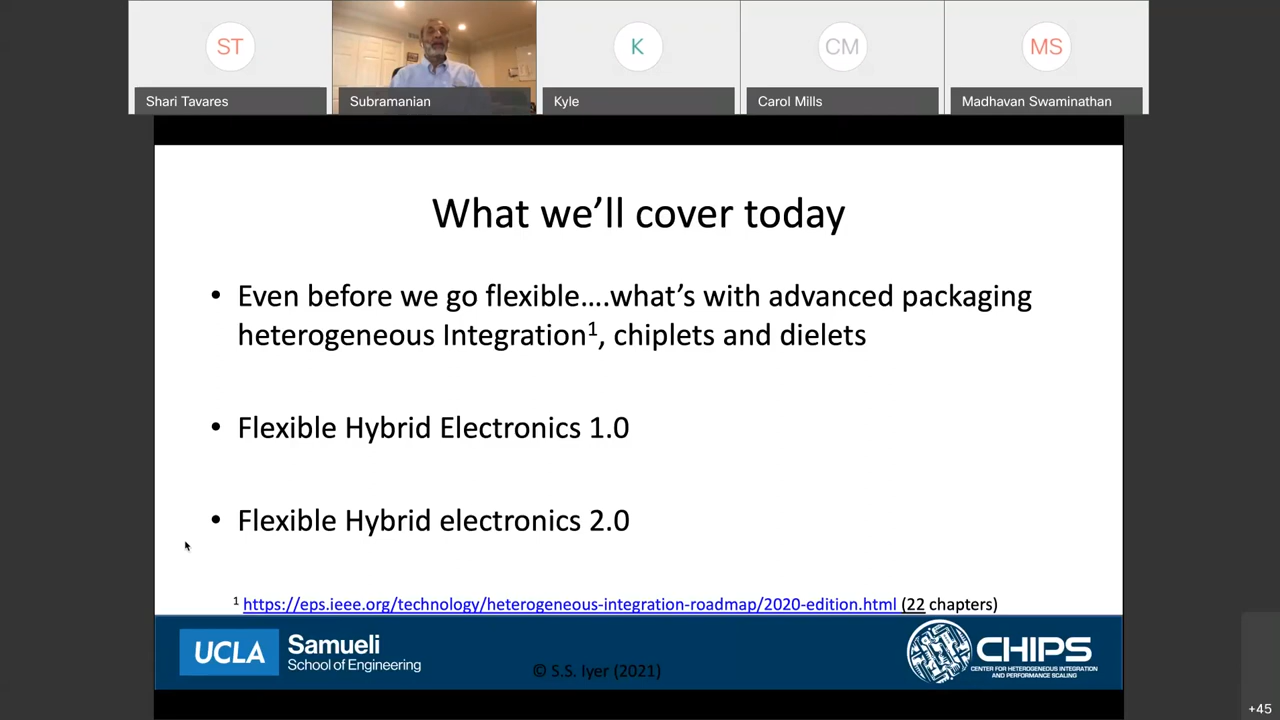 ST
K
CM
MS
Shari Tavares
Subramanian
Kyle
Carol Mills
Madhavan Swaminathan
What we’ll cover today
• Even before we go flexible….what’s with advanced packaging
heterogeneous Integration¹, chiplets and dielets
• Flexible Hybrid Electronics 1.0
• Flexible Hybrid electronics 2.0
¹ https://eps.ieee.org/technology/heterogeneous-integration-roadmap/2020-edition.html (22 chapters)
UCLA
Samueli
School of Engineering
© S.S. Iyer (2021)
CHIPS
CENTER FOR HETEROGENEOUS INTEGRATION
AND PERFORMANCE SCALING
+45